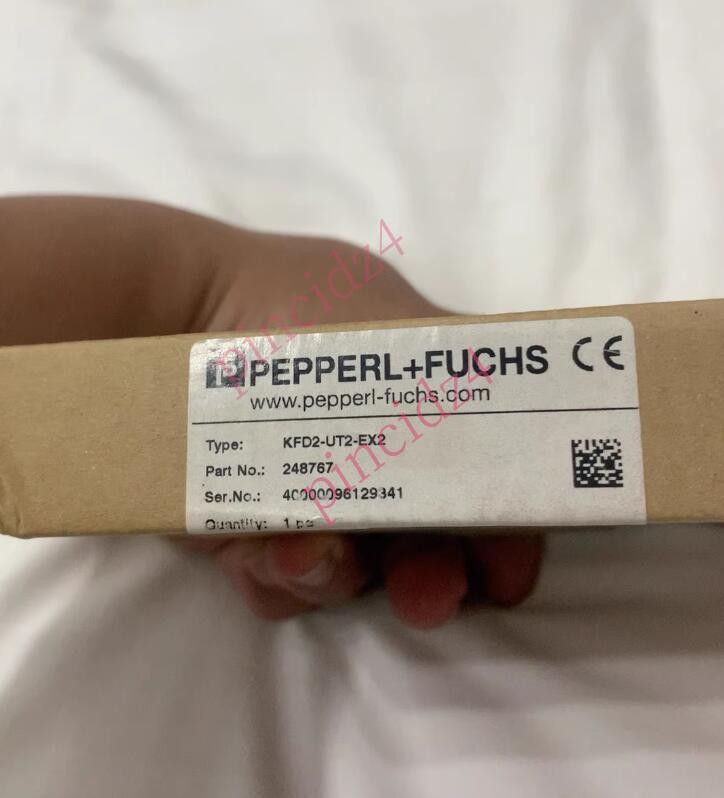 PEPPERL+FUCHS CE
www.pepperl-fuchs.com
Type: KFD2-UT2-EX2
Part No.: 248767
Ser.No.: 40000096129341
Quantity: 1
pincidz4
pincidz4